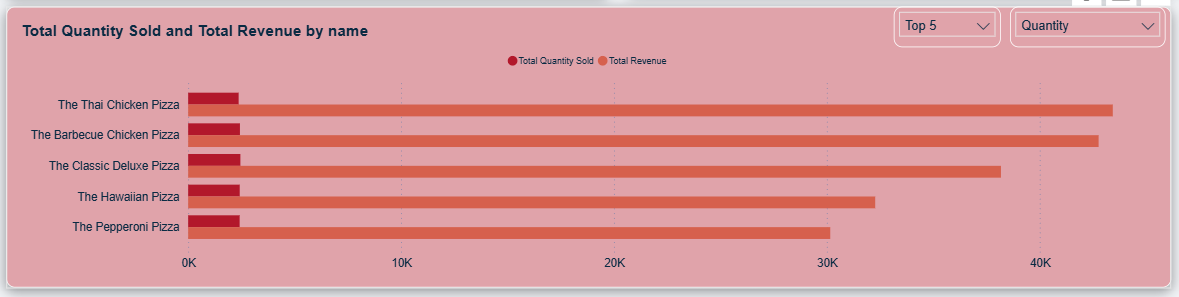 Total Quantity Sold and Total Revenue by name
Top 5
Quantity
Total Quantity Sold Total Revenue
The Thai Chicken Pizza
The Barbecue Chicken Pizza
The Classic Deluxe Pizza
The Hawaiian Pizza
The Pepperoni Pizza
0K 10K 20K 30K 40K